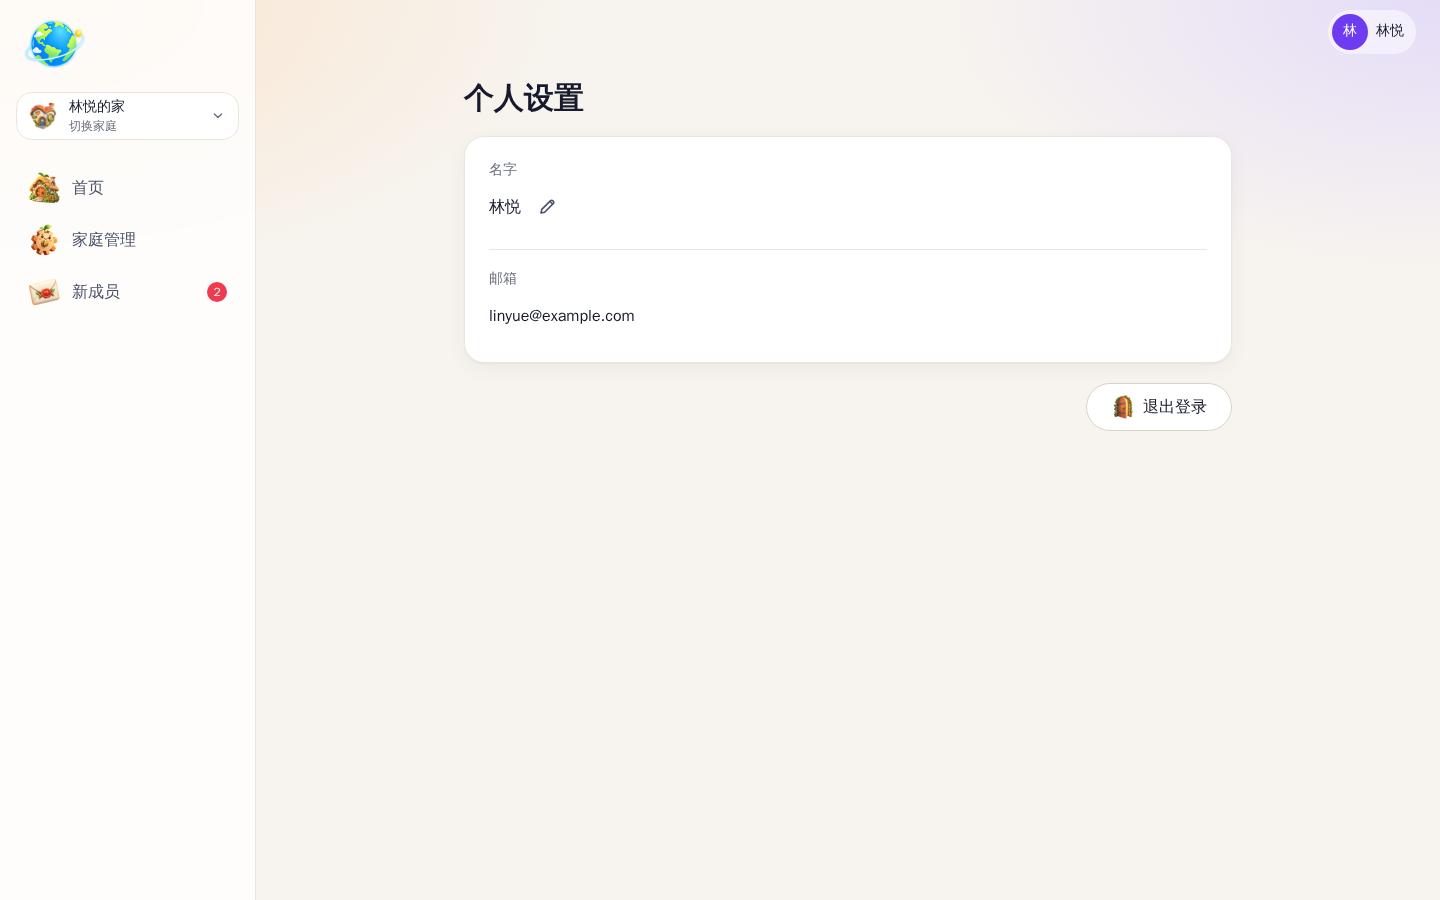 林悦的家
切换家庭
首页
家庭管理
新成员
2
林
林悦
个人设置
名字
林悦
邮箱
linyue@example.com
退出登录